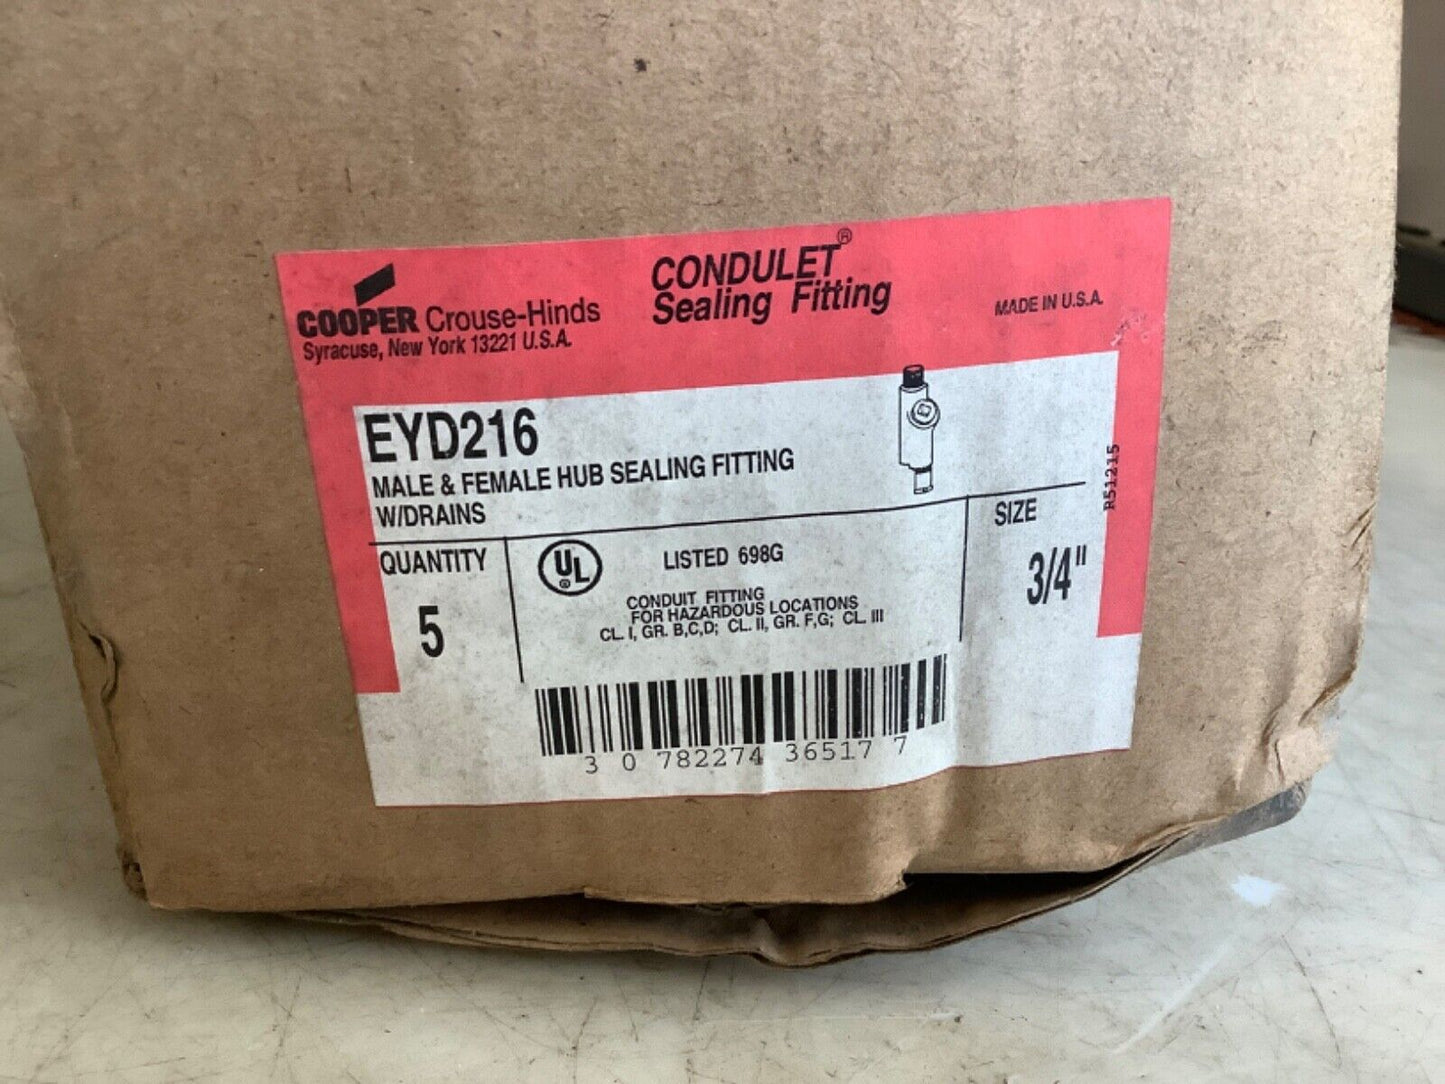 CONDULET®
Sealing Fitting
COOPER Crouse-Hinds
Syracuse, New York 13221 U.S.A.
MADE IN U.S.A.
EYD216
MALE & FEMALE HUB SEALING FITTING
W/DRAINS
R51215
QUANTITY
5
UL®
LISTED 698G
CONDUIT FITTING
FOR HAZARDOUS LOCATIONS
CL. I, GR. B,C,D; CL. II, GR. F,G; CL. III
SIZE
3/4"
3 0 782274 36517 7